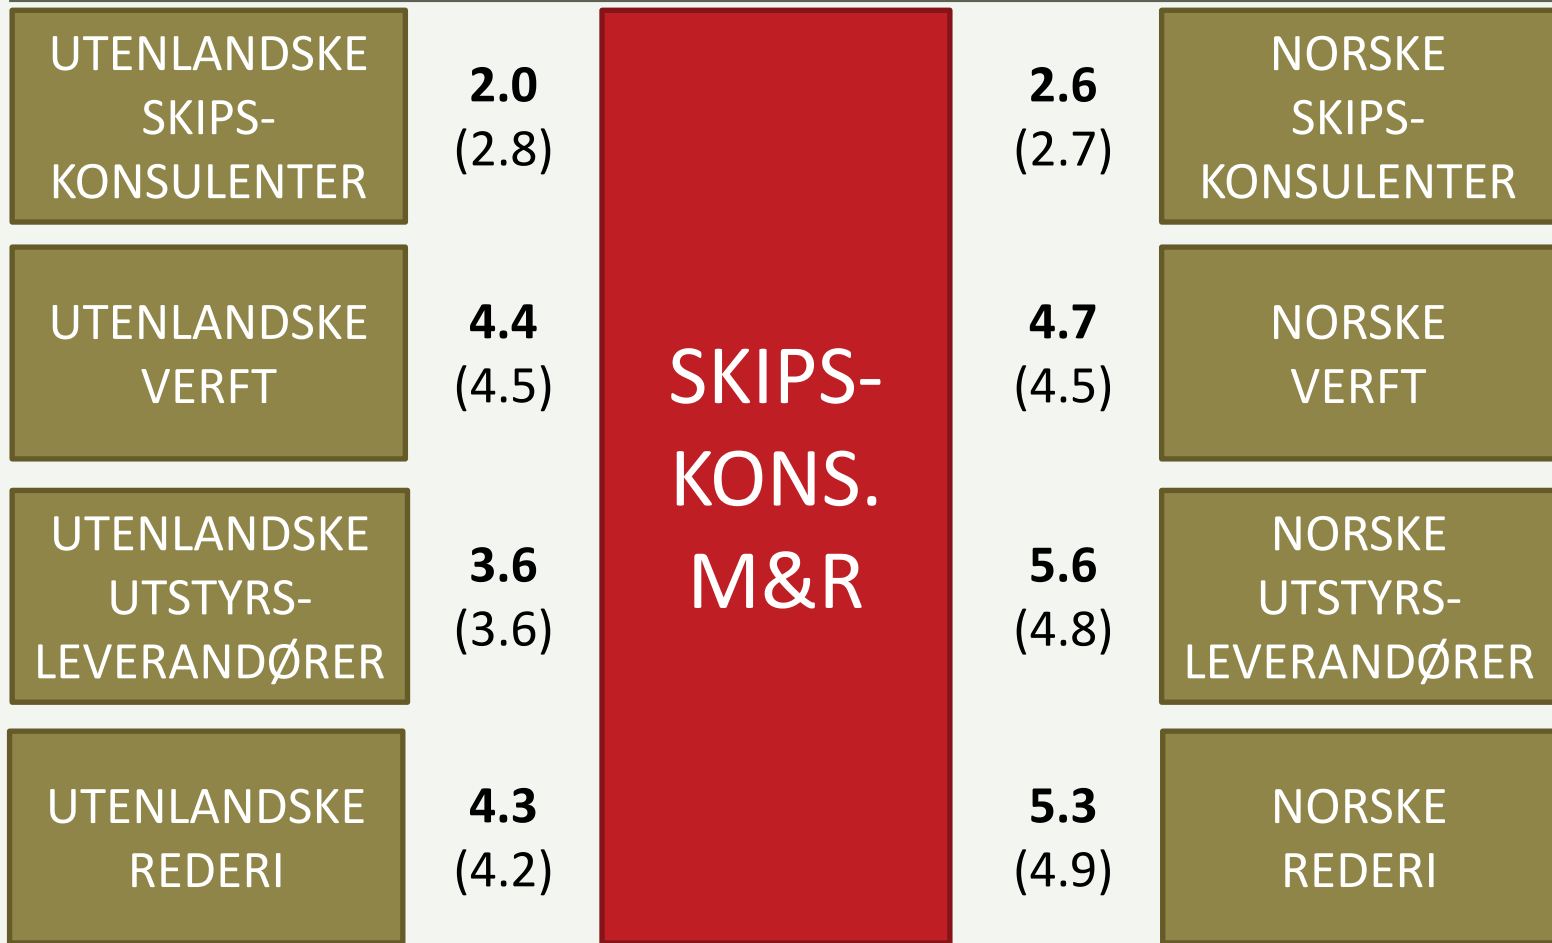 UTENLANDSKE
SKIPS-
KONSULENTER
2.0
(2.8)
2.6
(2.7)
NORSKE
SKIPS-
KONSULENTER
UTENLANDSKE
VERFT
4.4
(4.5)
SKIPS-
KONS.
M&R
4.7
(4.5)
NORSKE
VERFT
UTENLANDSKE
UTSTYRS-
LEVERANDØRER
3.6
(3.6)
5.6
(4.8)
NORSKE
UTSTYRS-
LEVERANDØRER
UTENLANDSKE
REDERI
4.3
(4.2)
5.3
(4.9)
NORSKE
REDERI